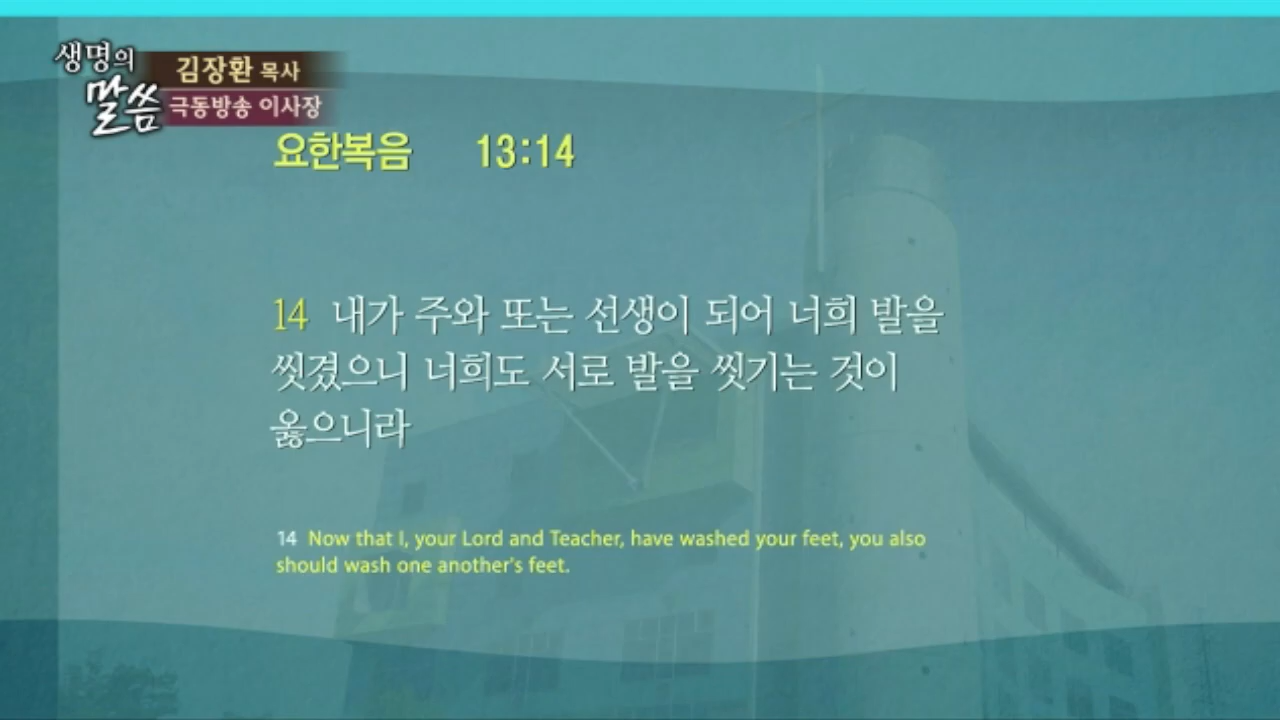 생명의
말씀
김장환 목사
극동방송 이사장
요한복음 13:14
14 내가 주와 또는 선생이 되어 너희 발을
씻겼으니 너희도 서로 발을 씻기는 것이
옳으니라
14 Now that I, your Lord and Teacher, have washed your feet, you also
should wash one another's feet.